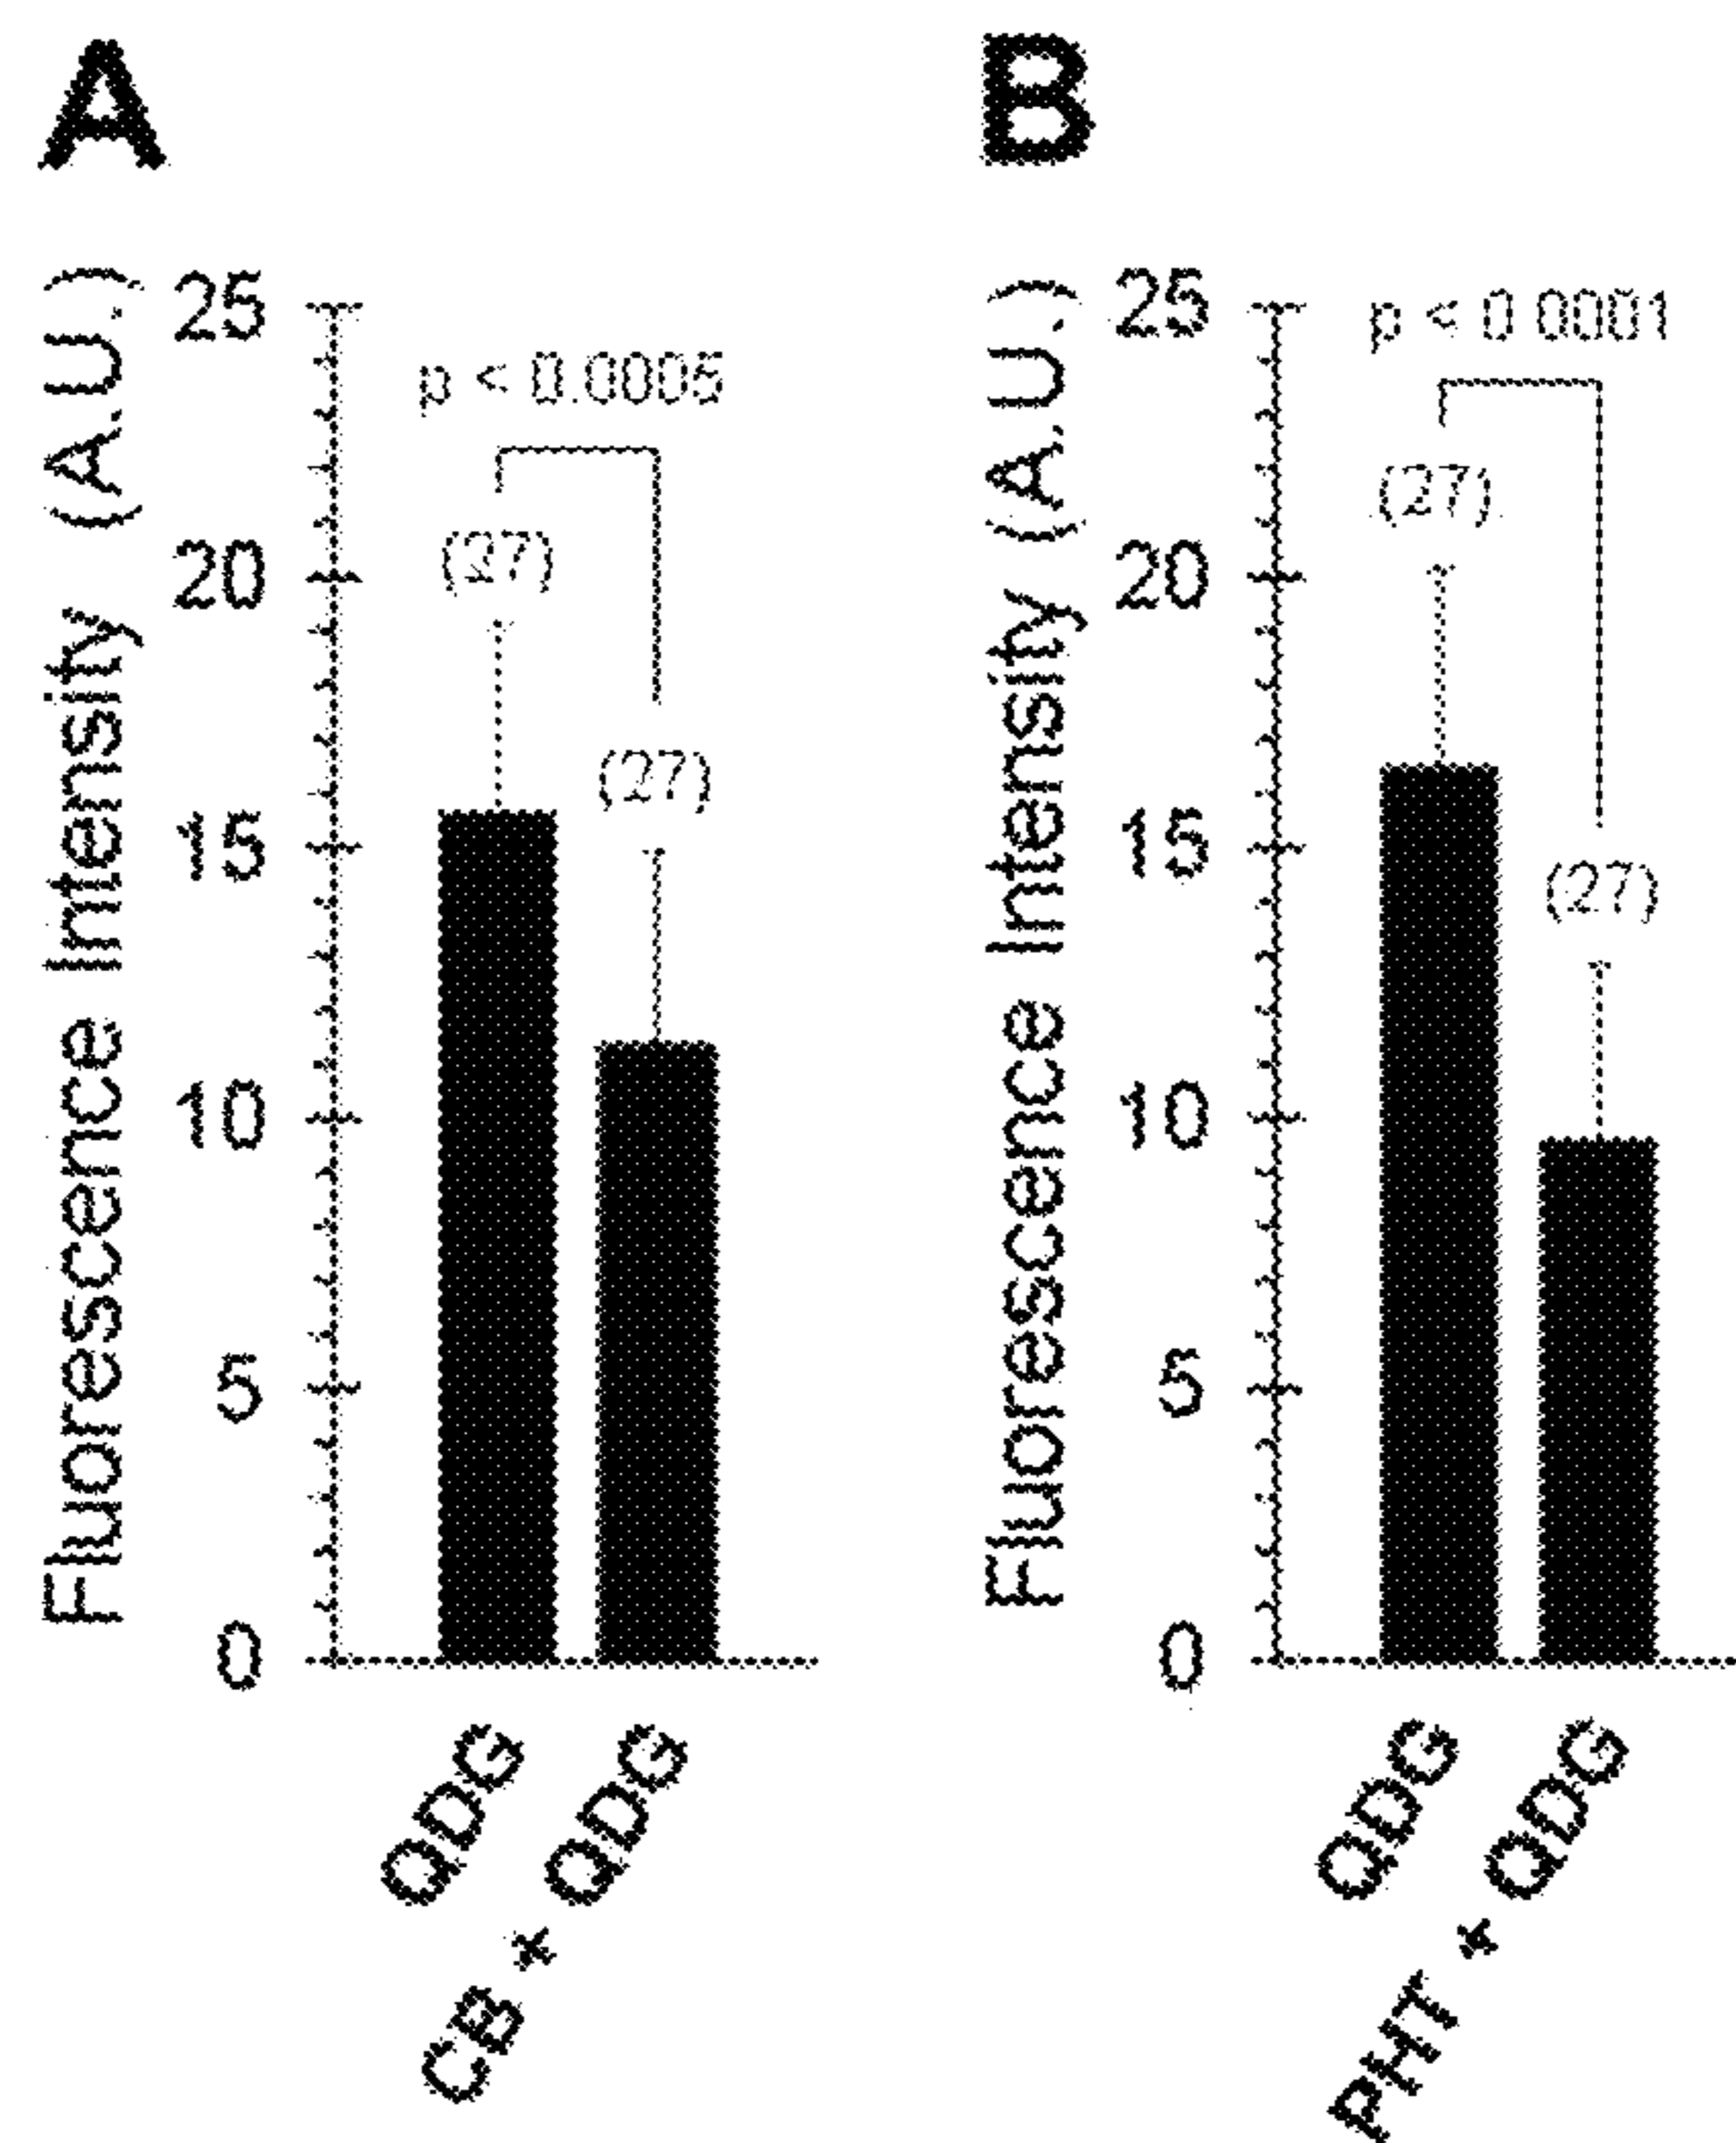 A
Fluorescence Intensity (A.U.)
25
20
15
10
5
0
p < 0.0005
(27)
(27)
QDG
CB + QDG
B
Fluorescence Intensity (A.U.)
25
20
15
10
5
0
p < 0.0001
(27)
(27)
QDG
PHT + QDG